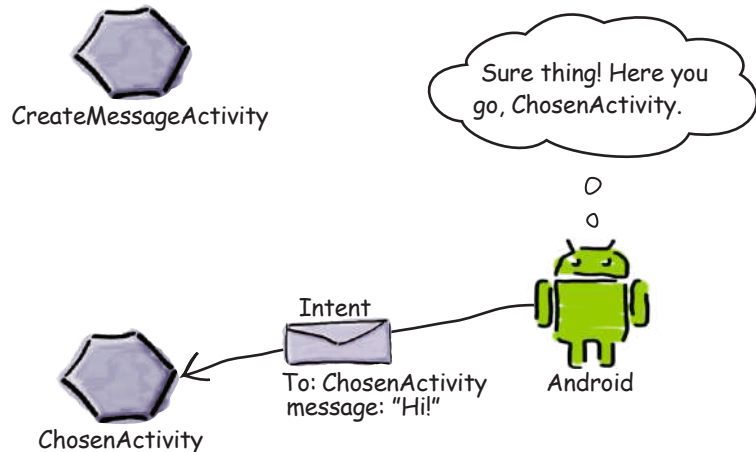 CreateMessageActivity
Sure thing! Here you
go, ChosenActivity.
Intent
To: ChosenActivity
message: "Hi!"
Android
ChosenActivity